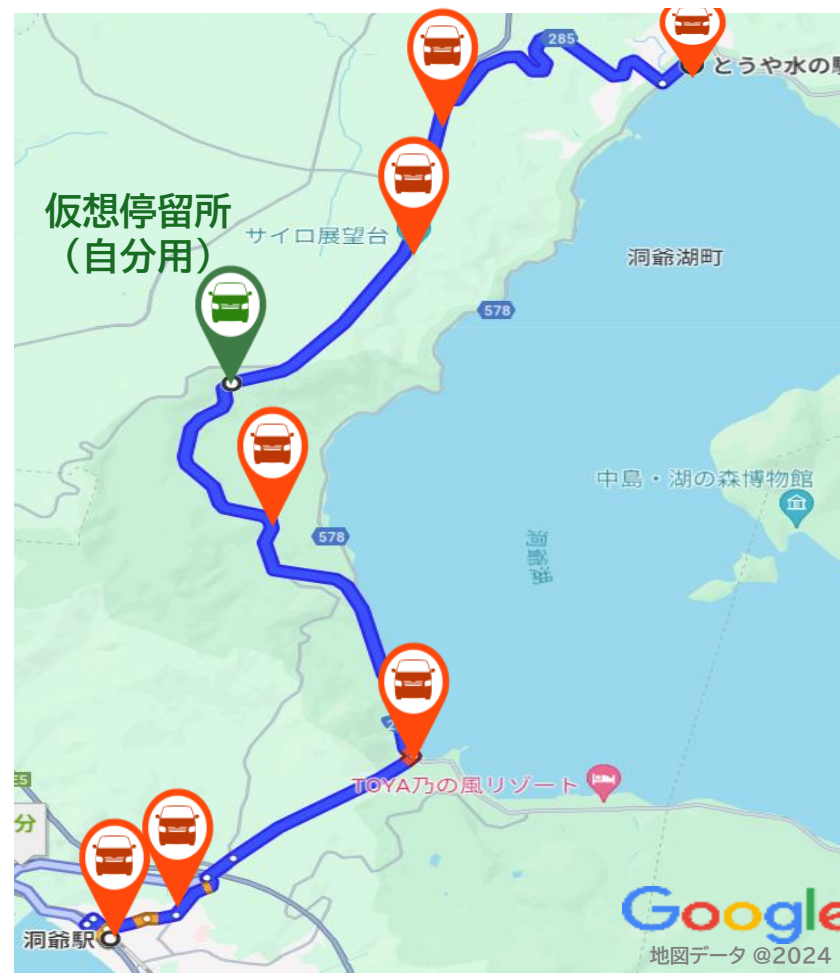 285
とうや水の駅
仮想停留所
(自分用)
サイロ展望台
洞爺湖町
578
中島・湖の森博物館
578
洞爺湖
TOYA乃の風リゾート
E5
分
洞爺駅
Google
地図データ @2024